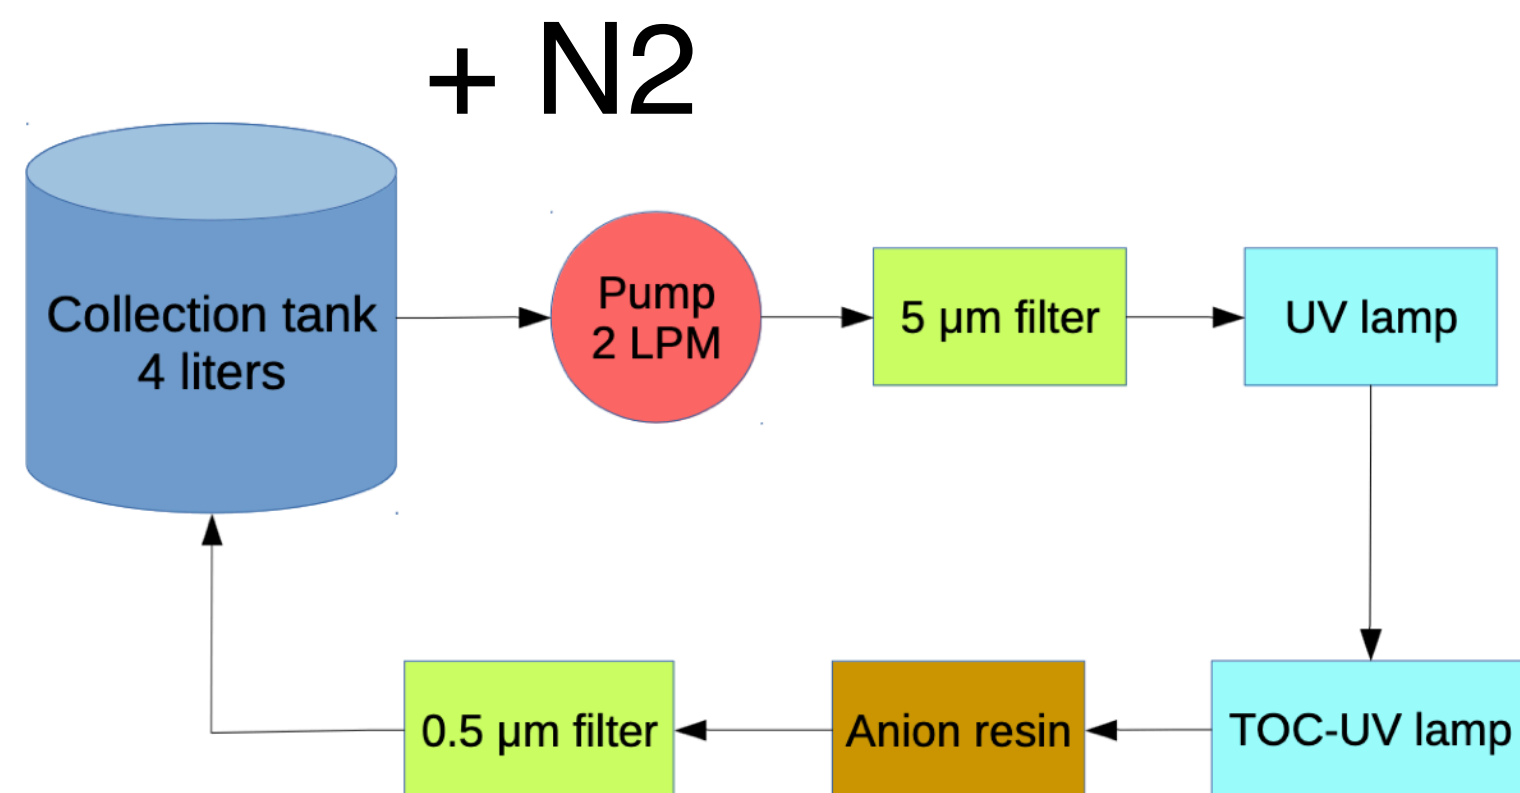 + N2
Collection tank
4 liters
Pump
2 LPM
5 μm filter
UV lamp
TOC-UV lamp
Anion resin
0.5 μm filter